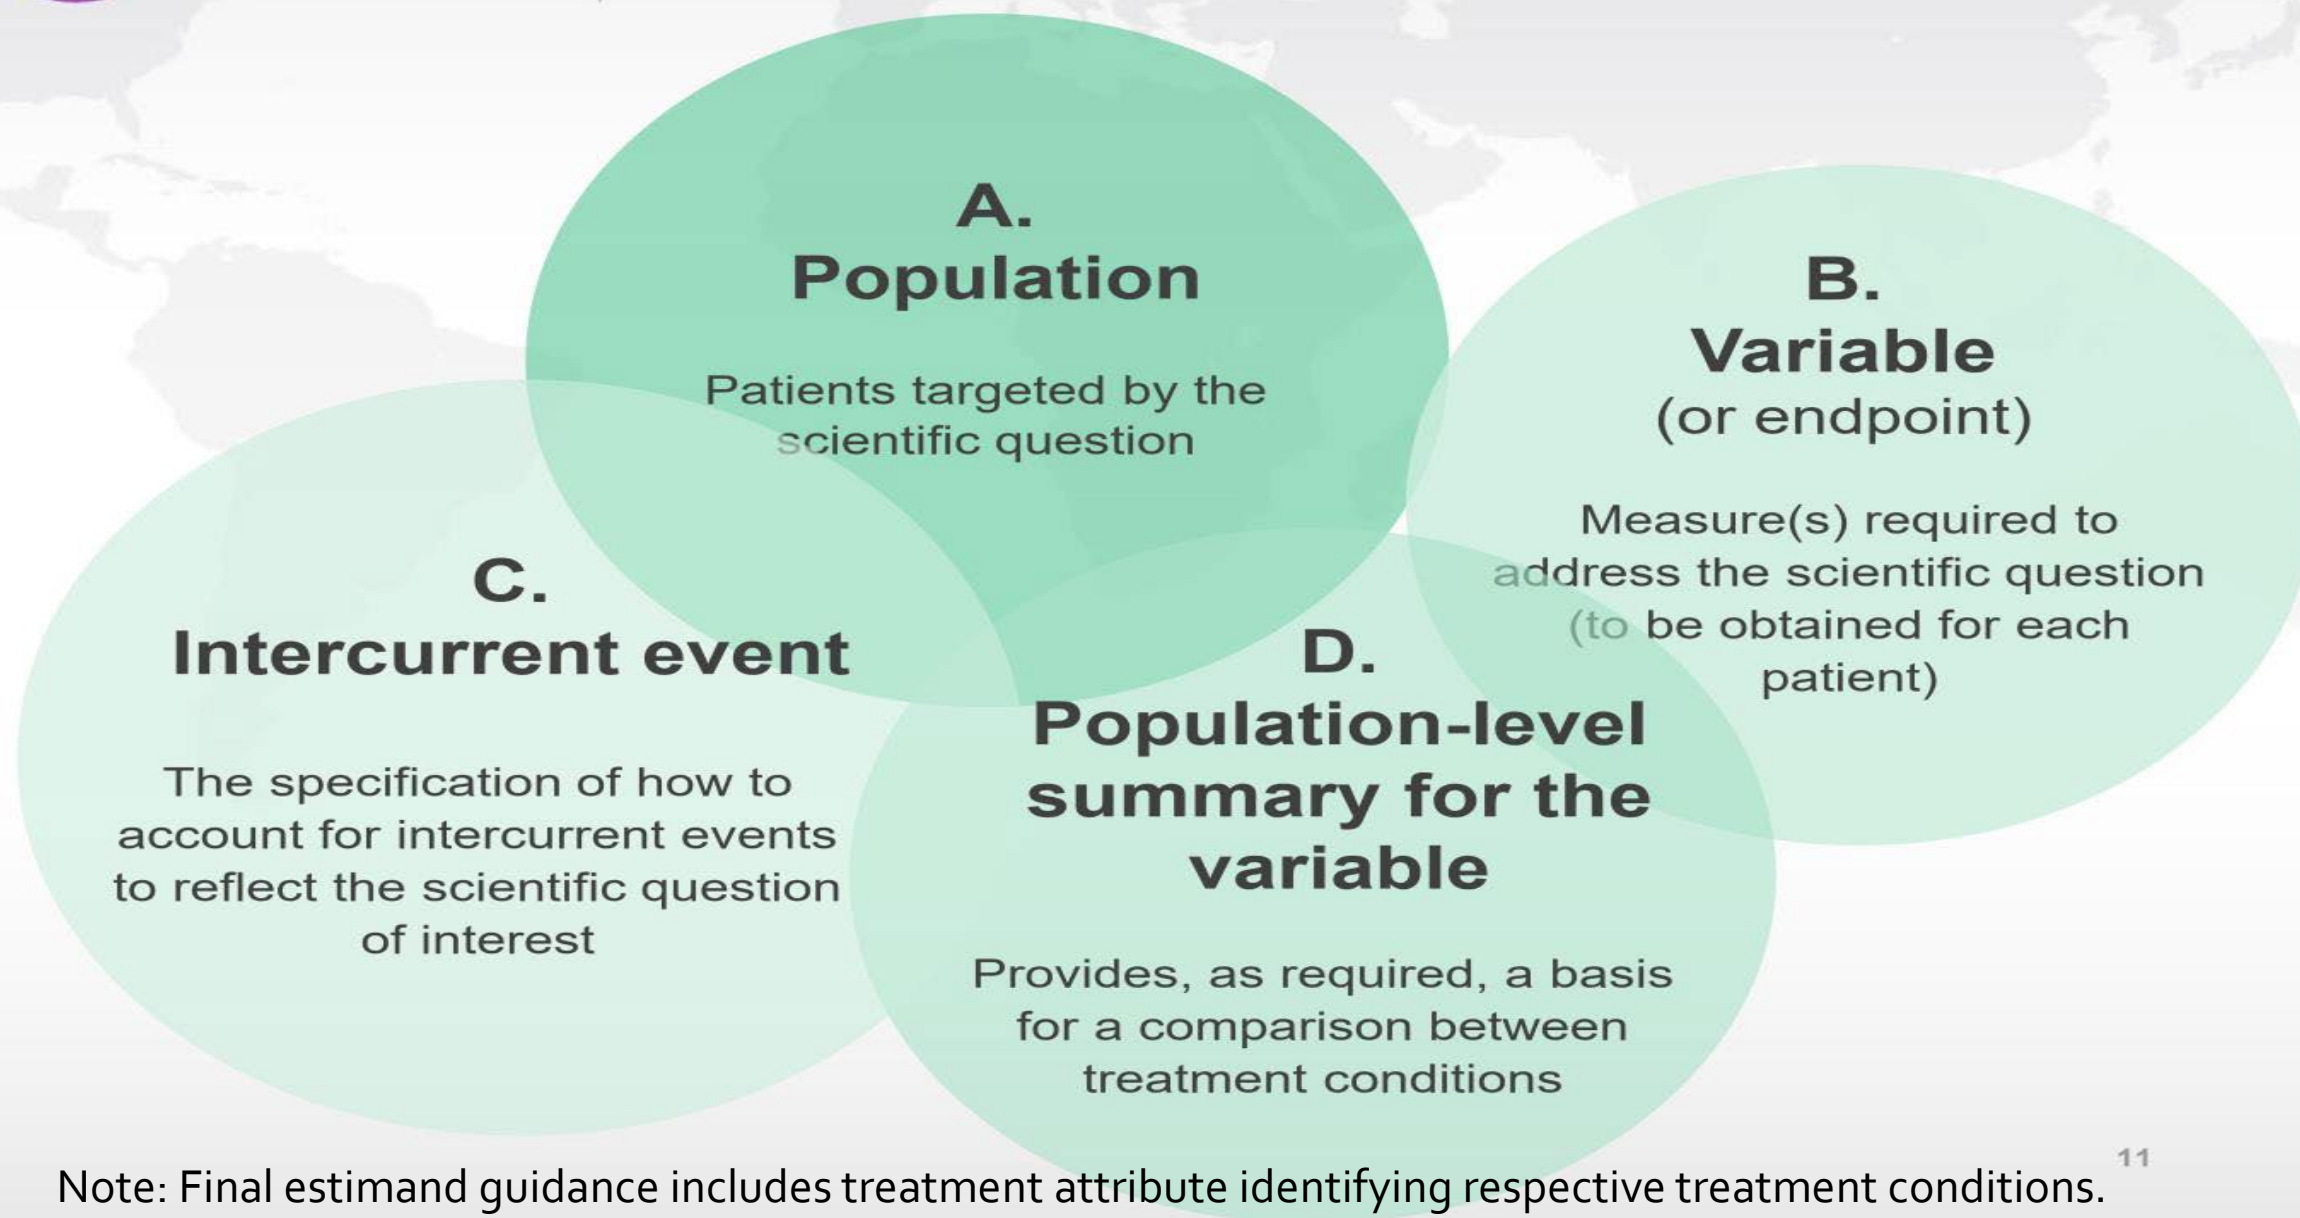 A.
Population
Patients targeted by the
scientific question
B.
Variable
(or endpoint)
Measure(s) required to
address the scientific question
(to be obtained for each
patient)
C.
Intercurrent event
The specification of how to
account for intercurrent events
to reflect the scientific question
of interest
D.
Population-level
summary for the
variable
Provides, as required, a basis
for a comparison between
treatment conditions
11
Note: Final estimand guidance includes treatment attribute identifying respective treatment conditions.